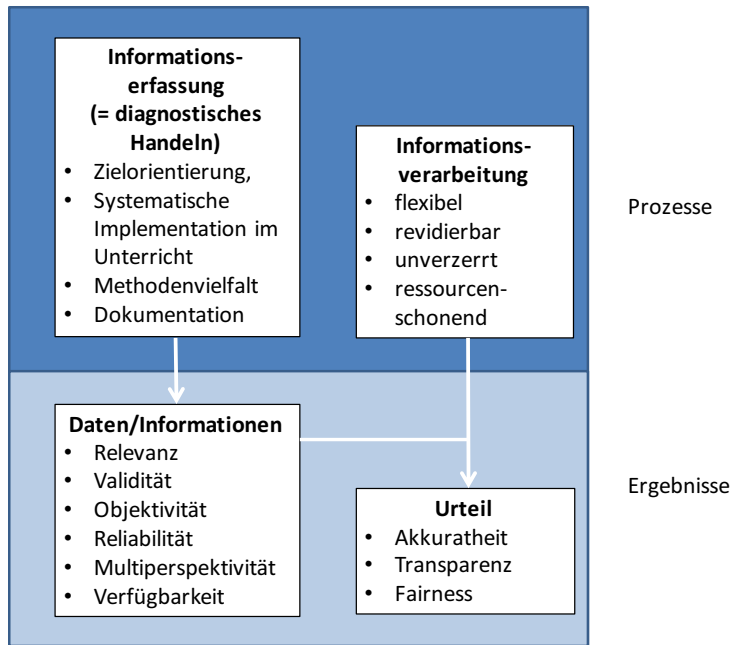 Informations-
erfassung
(= diagnostisches
Handeln)
• Zielorientierung,
• Systematische
Implementation im
Unterricht
• Methodenvielfalt
• Dokumentation
Informations-
verarbeitung
• flexibel
• revidierbar
• unverzerrt
• ressourcen-
schonend
Prozesse
Daten/Informationen
• Relevanz
• Validität
• Objektivität
• Reliabilität
• Multiperspektivität
• Verfügbarkeit
Urteil
• Akkuratheit
• Transparenz
• Fairness
Ergebnisse